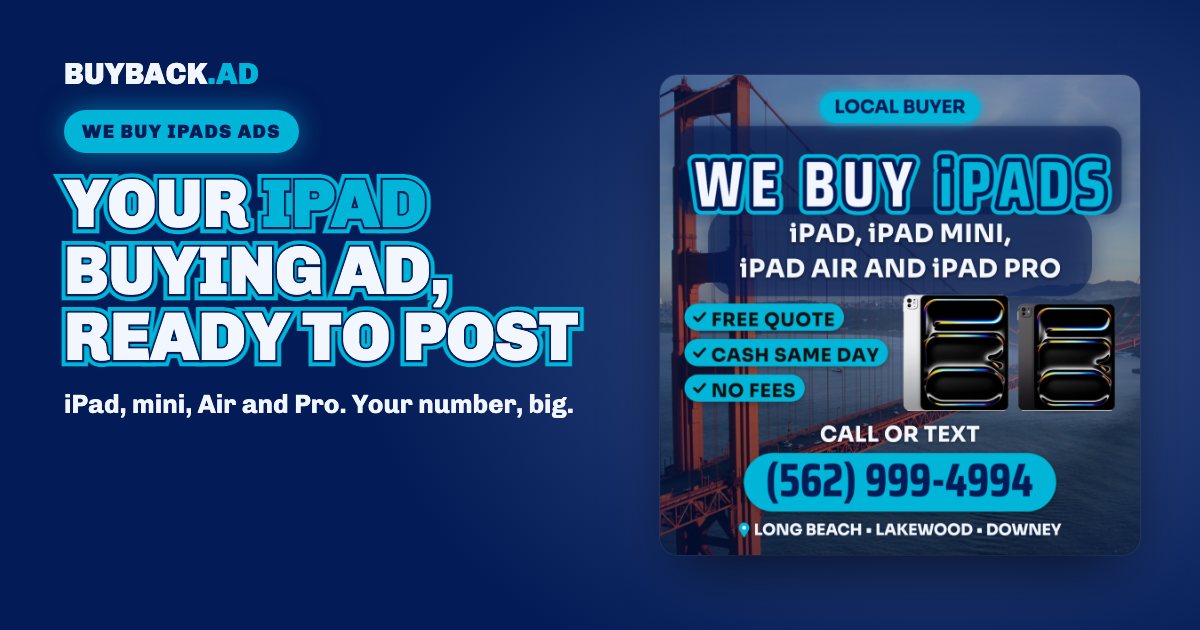 BUYBACK.AD
WE BUY IPADS ADS
YOUR IPAD
BUYING AD,
READY TO POST
iPad, mini, Air and Pro. Your number, big.
LOCAL BUYER
WE BUY iPADS
iPAD, iPAD MINI,
iPAD AIR AND iPAD PRO
✓ FREE QUOTE
✓ CASH SAME DAY
✓ NO FEES
CALL OR TEXT
(562) 999-4994
LONG BEACH • LAKEWOOD • DOWNEY